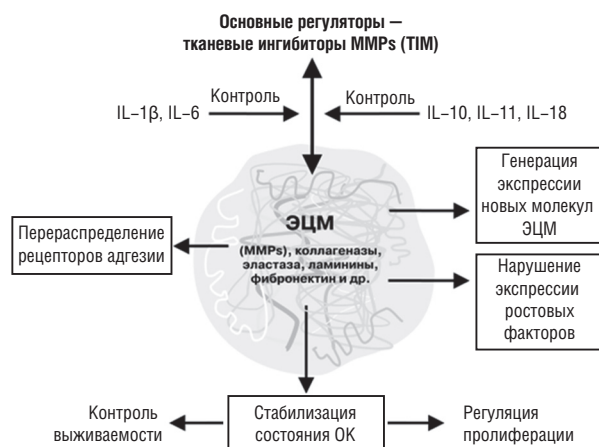 Основные регуляторы —
тканевые ингибиторы MMPs (TIM)
Контроль
Контроль
IL–1β, IL–6
IL–10, IL–11, IL–18
Генерация
экспрессии
новых молекул
ЭЦМ
ЭЦМ
(MMPs), коллагеназы,
эластаза, ламинины,
фибронектин и др.
Перераспределение
рецепторов адгезии
Нарушение
экспрессии
ростовых
факторов
Контроль
выживаемости
Стабилизация
состояния ОК
Регуляция
пролиферации